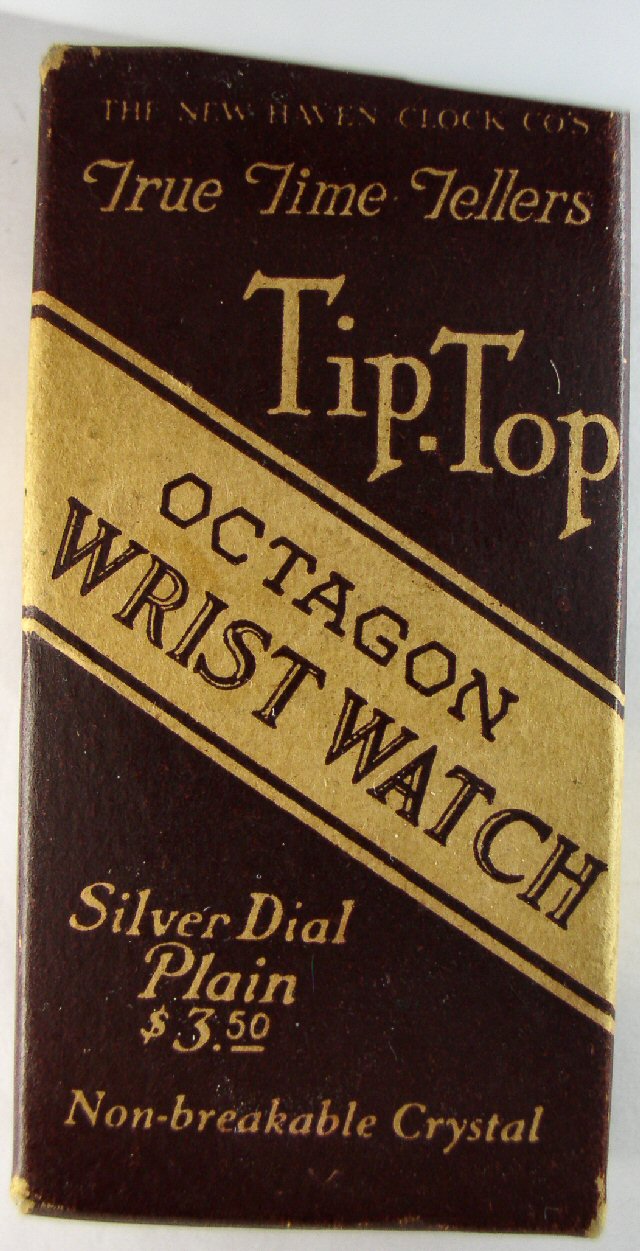 THE NEW HAVEN CLOCK CO'S
True Time Tellers
Tip-Top
OCTAGON
WRIST WATCH
Silver Dial
Plain
$3.50
Non-breakable Crystal